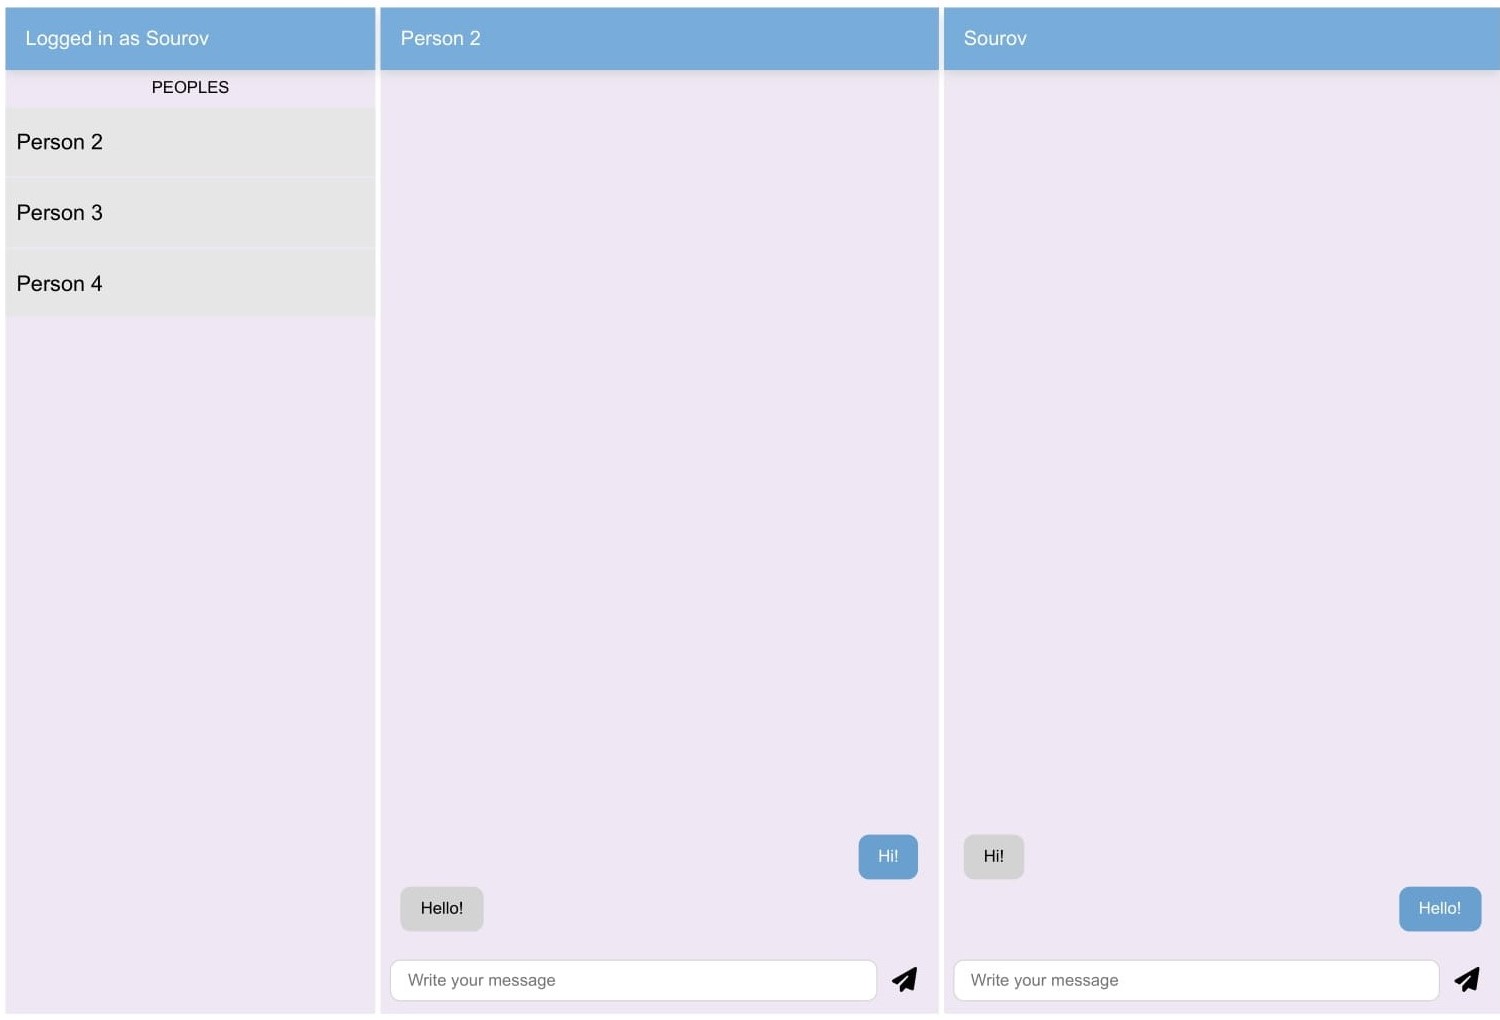 Logged in as Sourov
PEOPLES
Person 2
Person 3
Person 4
Person 2
Hi!
Hello!
Write your message
Sourov
Hi!
Hello!
Write your message